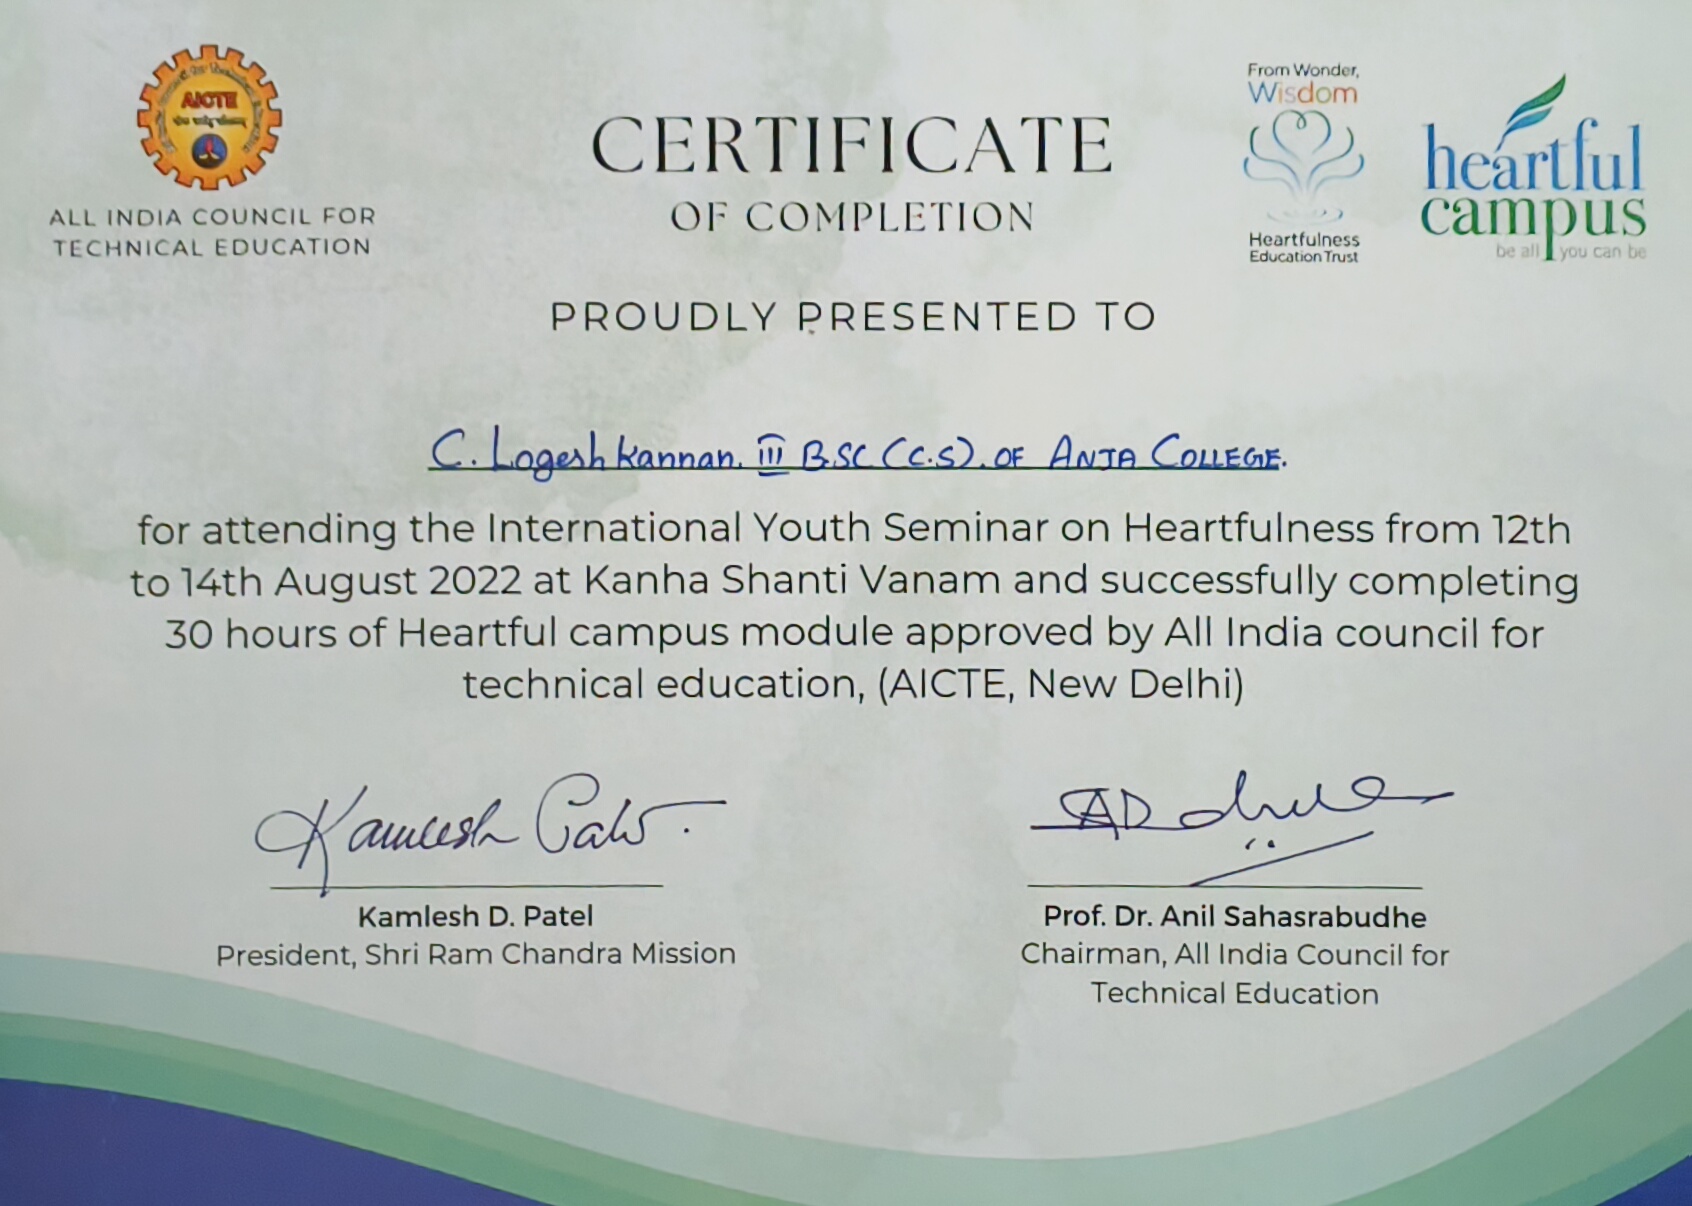 AICTE
ALL INDIA COUNCIL FOR
TECHNICAL EDUCATION
CERTIFICATE
OF COMPLETION
From Wonder,
Wisdom
Heartfulness
Education Trust
heartful
campus
be all you can be
PROUDLY PRESENTED TO
C. Logesh Kannan. III B.SC (C.S). OF ANJA COLLEGE.
for attending the International Youth Seminar on Heartfulness from 12th
to 14th August 2022 at Kanha Shanti Vanam and successfully completing
30 hours of Heartful campus module approved by All India council for
technical education, (AICTE, New Delhi)
Kamlesh D. Patel
President, Shri Ram Chandra Mission
Prof. Dr. Anil Sahasrabudhe
Chairman, All India Council for
Technical Education